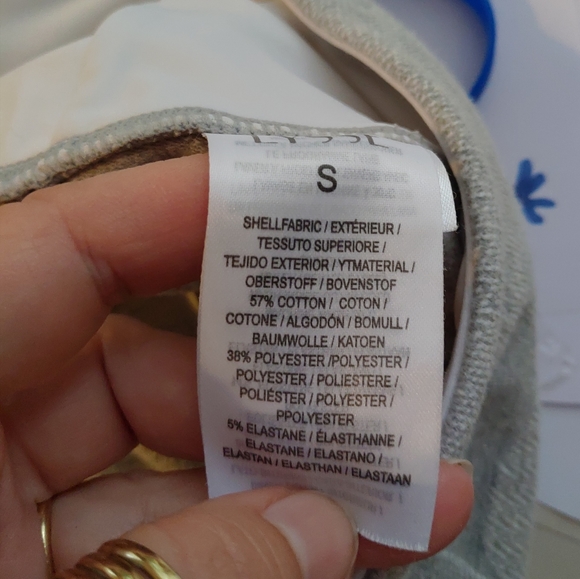 S
SHELLFABRIC / EXTÉRIEUR /
TESSUTO SUPERIORE /
TEJIDO EXTERIOR / YTMATERIAL /
OBERSTOFF / BOVENSTOF
57% COTTON / COTON /
COTONE / ALGODÓN / BOMULL /
BAUMWOLLE / KATOEN
38% POLYESTER /POLYESTER /
POLYESTER / POLIESTERE /
POLIÉSTER / POLYESTER /
PPOLYESTER
5% ELASTANE / ÉLASTHANNE /
ELASTANE / ELASTANO /
ELASTAN / ELASTHAN / ELASTAAN